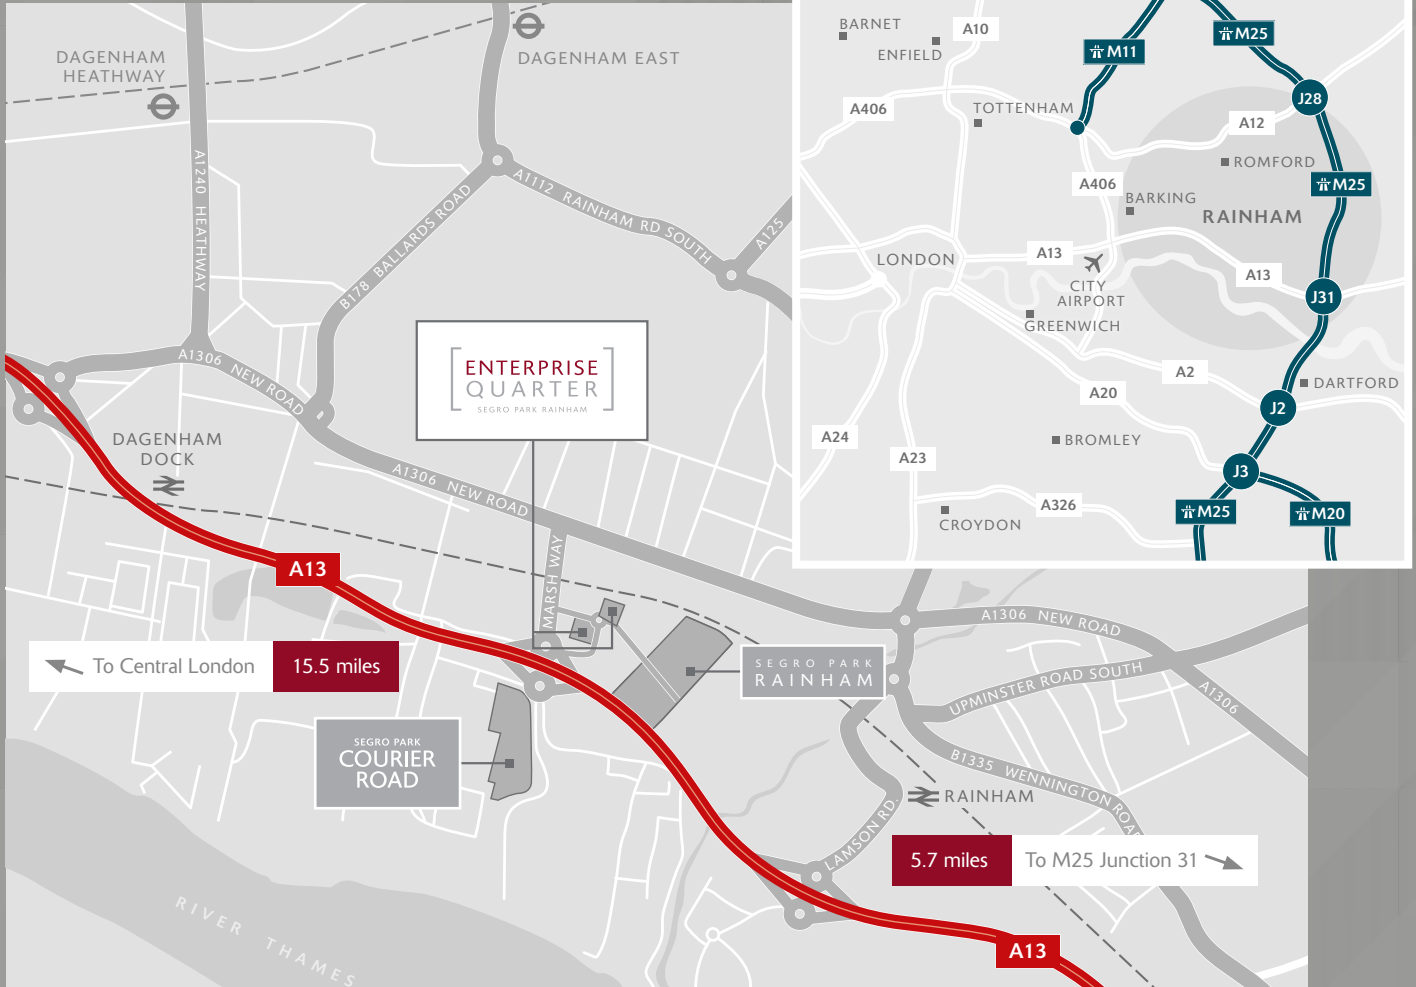 DAGENHAM
HEATHWAY
DAGENHAM EAST
A1240 HEATHWAY
A1112 RAINHAM RD SOUTH
A125
B178 BALLARDS ROAD
A1306 NEW ROAD
ENTERPRISE
QUARTER
SEGRO PARK RAINHAM
DAGENHAM
DOCK
A1306 NEW ROAD
MARSH WAY
A13
To Central London
15.5 miles
SEGRO PARK
RAINHAM
SEGRO PARK
COURIER
ROAD
A1306 NEW ROAD
UPMINSTER ROAD SOUTH
A1306
B1335 WENNINGTON ROAD
RAINHAM
LAMSON RD.
5.7 miles
To M25 Junction 31
RIVER THAMES
A13
BARNET
ENFIELD
A10
M11
M25
J28
A406
TOTTENHAM
A12
ROMFORD
A406
M25
BARKING
RAINHAM
LONDON
A13
CITY
AIRPORT
A13
J31
GREENWICH
A2
DARTFORD
A20
J2
A24
BROMLEY
A23
J3
A326
CROYDON
M25
M20